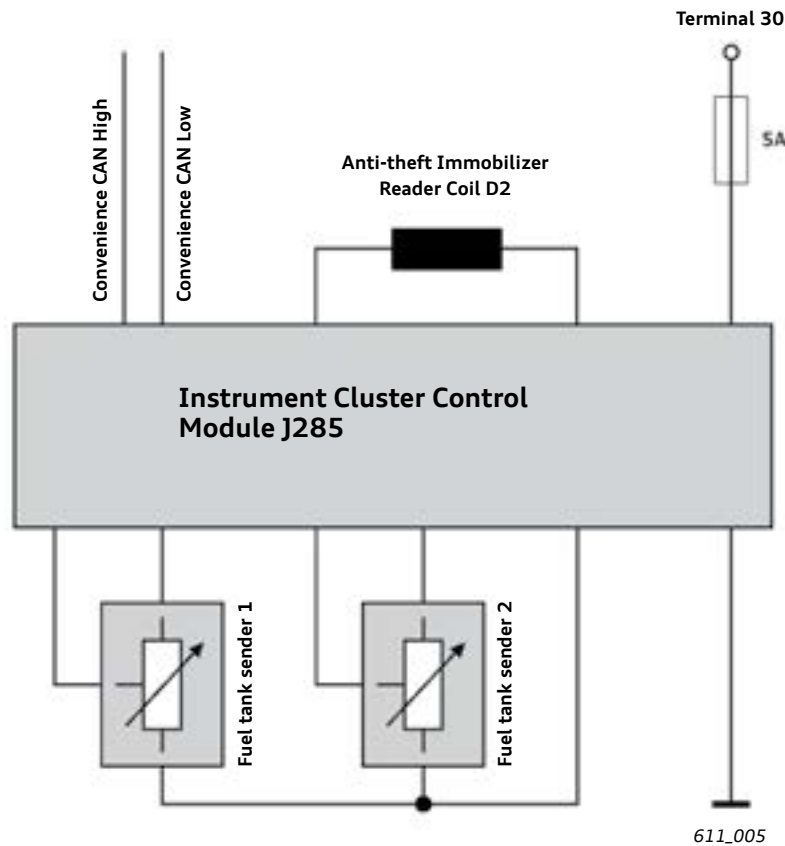 Terminal 30
5A
Convenience CAN High
Convenience CAN Low
Anti-theft Immobilizer
Reader Coil D2
Instrument Cluster Control
Module J285
Fuel tank sender 1
Fuel tank sender 2
611_005